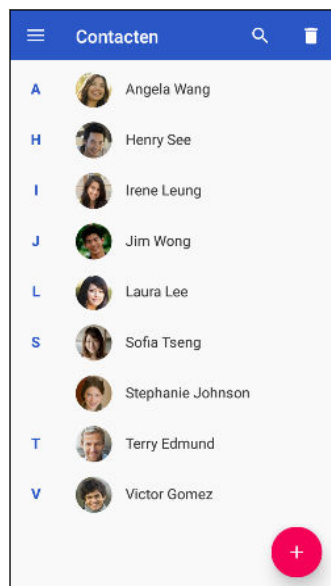 Contacten
A Angela Wang
H Henry See
I Irene Leung
J Jim Wong
L Laura Lee
S Sofia Tseng
Stephanie Johnson
T Terry Edmund
V Victor Gomez